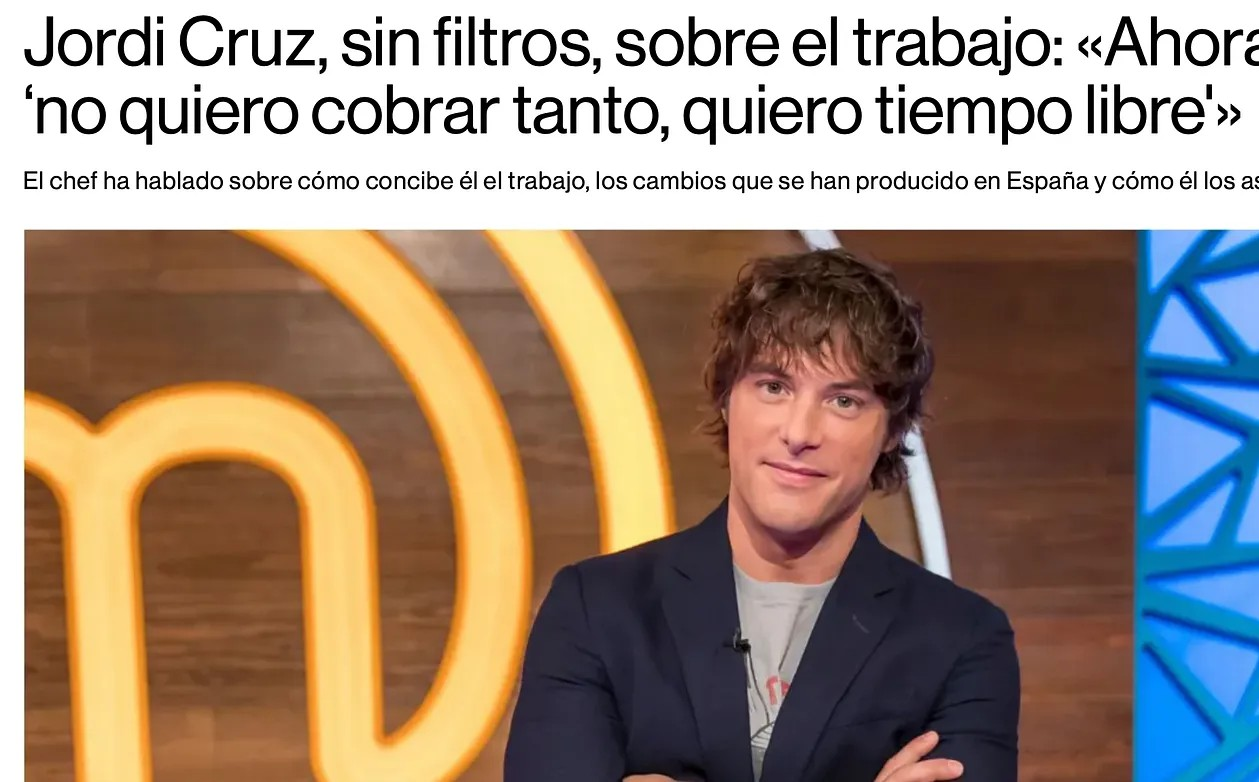 Jordi Cruz, sin filtros, sobre el trabajo: «Ahora
‘no quiero cobrar tanto, quiero tiempo libre'»
El chef ha hablado sobre cómo concibe él el trabajo, los cambios que se han producido en España y cómo él los as